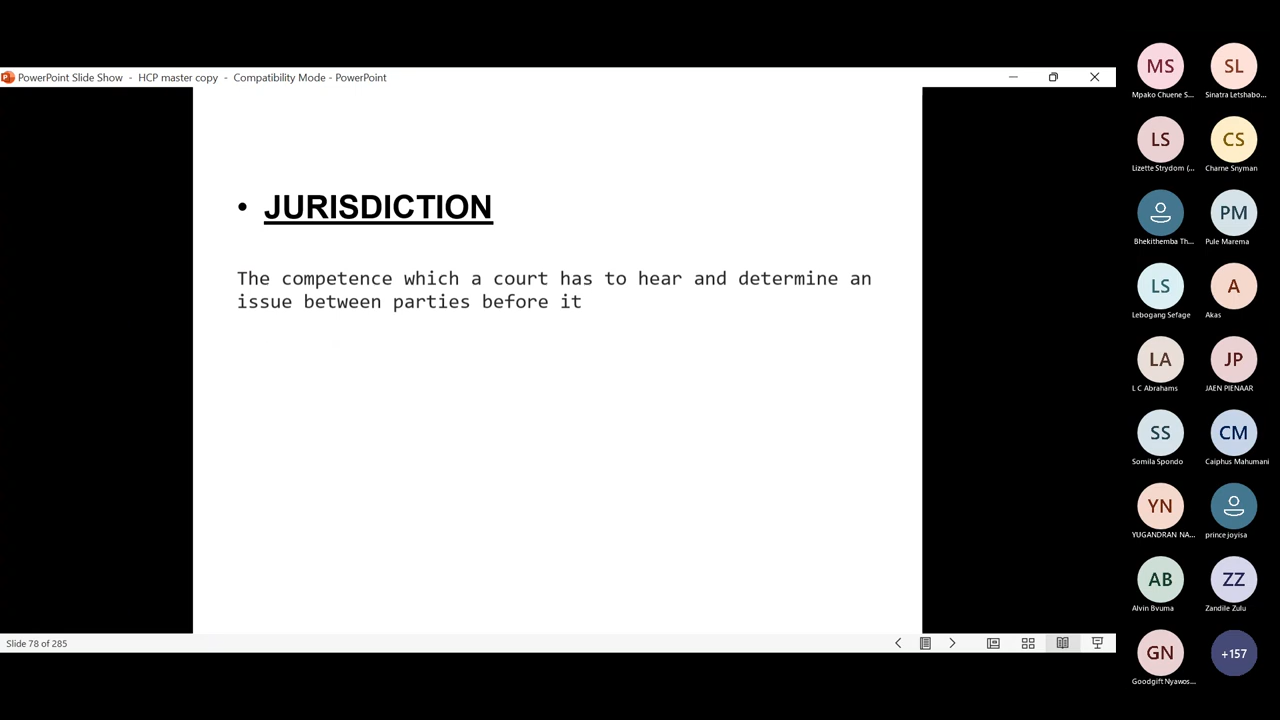 PowerPoint Slide Show - HCP master copy - Compatibility Mode - PowerPoint
• JURISDICTION
The competence which a court has to hear and determine an
issue between parties before it
Slide 78 of 285
MS SL
Mpako Chuene S... Sinatra Letshabo...
LS CS
Lizette Strydom (... Charne Snyman
PM
Bhekithemba Th... Pule Marema
LS A
Lebogang Sefage Akas
LA JP
L C Abrahams JAEN PIENAAR
SS CM
Somila Spondo Caiphus Mahumani
YN
YUGANDRAN NA... prince joyisa
AB ZZ
Alvin Bvuma Zandile Zulu
GN +157
Goodgift Nyawos...